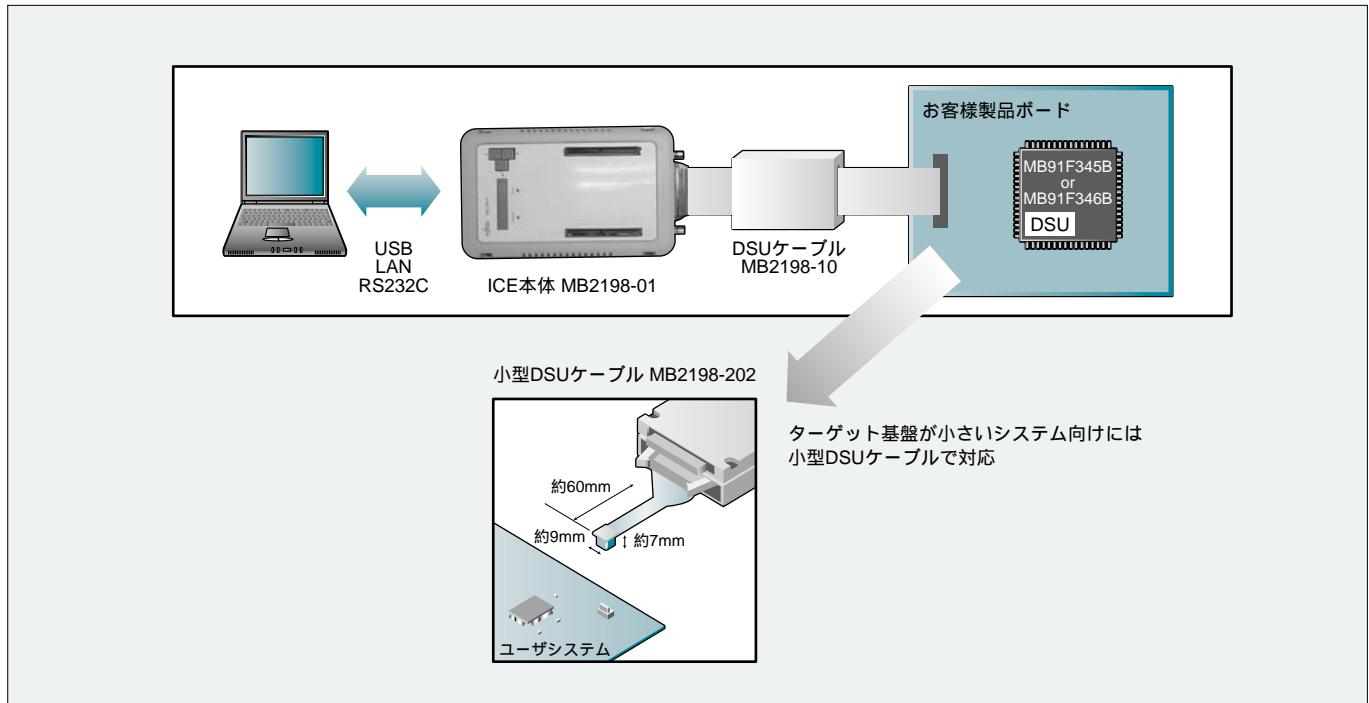 お客様製品ボード
MB91F345B
or
MB91F346B
DSU
USB
LAN
RS232C
ICE本体 MB2198-01
DSUケーブル
MB2198-10
小型DSUケーブル MB2198-202
ターゲット基盤が小さいシステム向けには
小型DSUケーブルで対応
約60mm
約9mm
約7mm
ユーザシステム